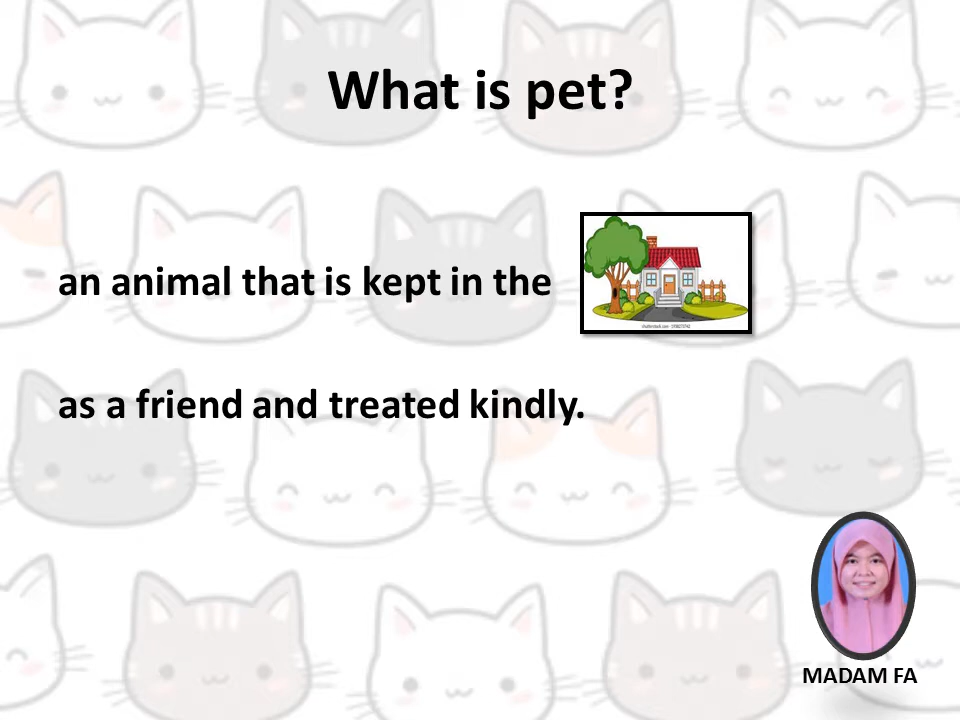 What is pet?
an animal that is kept in the
as a friend and treated kindly.
MADAM FA